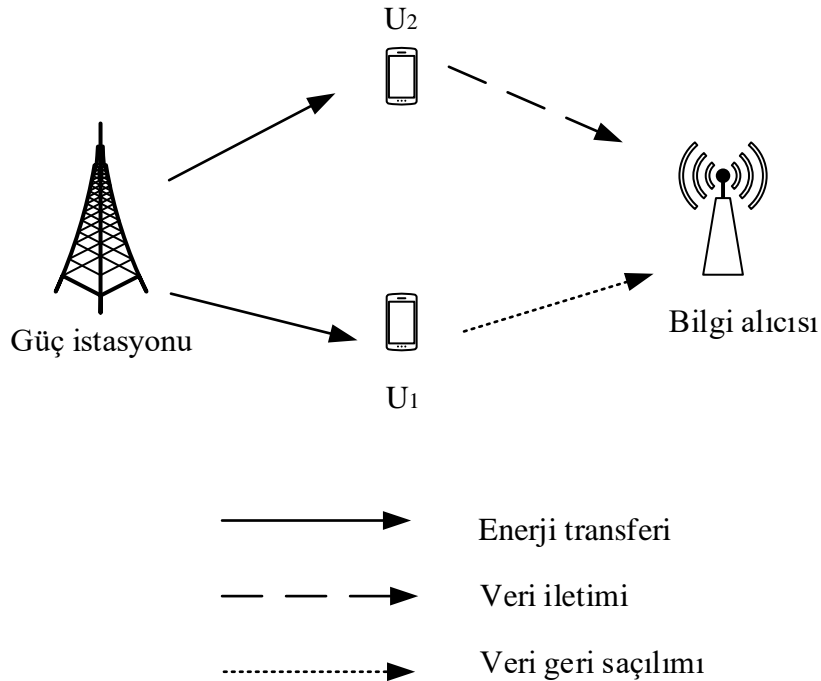 U2
Güç istasyonu
Bilgi alıcısı
U1
Enerji transferi
Veri iletimi
Veri geri saçılımı